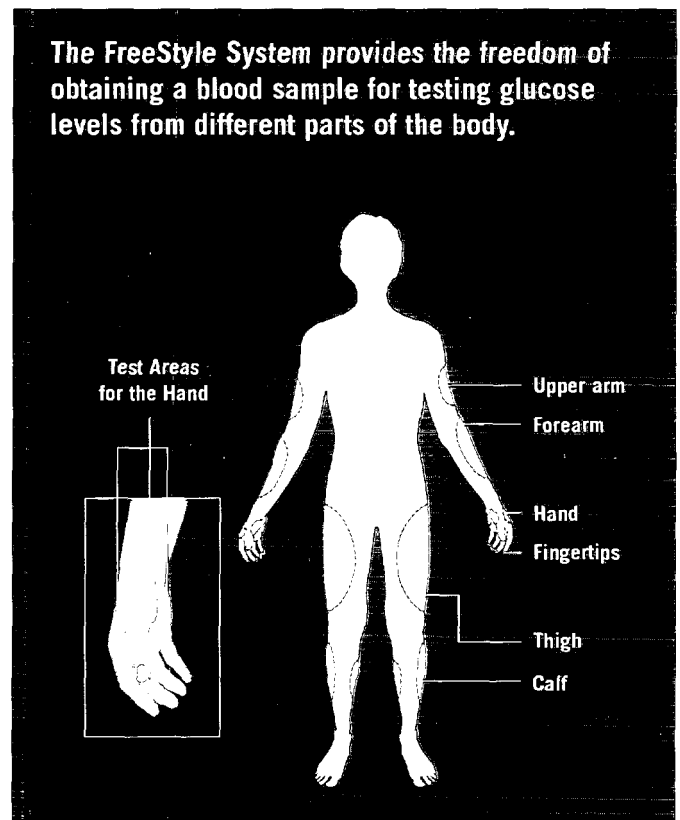 The FreeStyle System provides the freedom of
obtaining a blood sample for testing glucose
levels from different parts of the body.
Test Areas
for the Hand
Upper arm
Forearm
Hand
Fingertips
Thigh
Calf